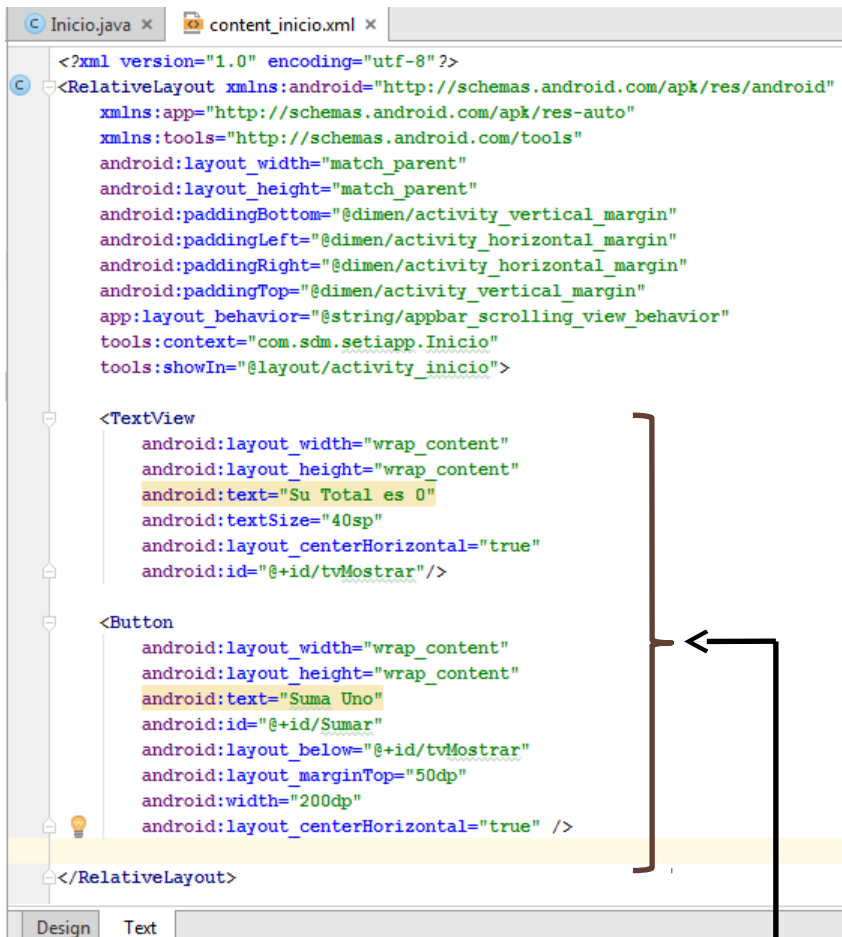 Inicio.java × content_inicio.xml ×
<?xml version="1.0" encoding="utf-8"?>
<RelativeLayout xmlns:android="http://schemas.android.com/apk/res/android"
xmlns:app="http://schemas.android.com/apk/res-auto"
xmlns:tools="http://schemas.android.com/tools"
android:layout_width="match_parent"
android:layout_height="match_parent"
android:paddingBottom="@dimen/activity_vertical_margin"
android:paddingLeft="@dimen/activity_horizontal_margin"
android:paddingRight="@dimen/activity_horizontal_margin"
android:paddingTop="@dimen/activity_vertical_margin"
app:layout_behavior="@string/appbar_scrolling_view_behavior"
tools:context="com.sdm.setiapp.Inicio"
tools:showIn="@layout/activity_inicio">
<TextView
android:layout_width="wrap_content"
android:layout_height="wrap_content"
android:text="Su Total es 0"
android:textSize="40sp"
android:layout_centerHorizontal="true"
android:id="@+id/tvMostrar"/>
<Button
android:layout_width="wrap_content"
android:layout_height="wrap_content"
android:text="Suma Uno"
android:id="@+id/Sumar"
android:layout_below="@+id/tvMostrar"
android:layout_marginTop="50dp"
android:width="200dp"
android:layout_centerHorizontal="true" />
</RelativeLayout>
Design Text